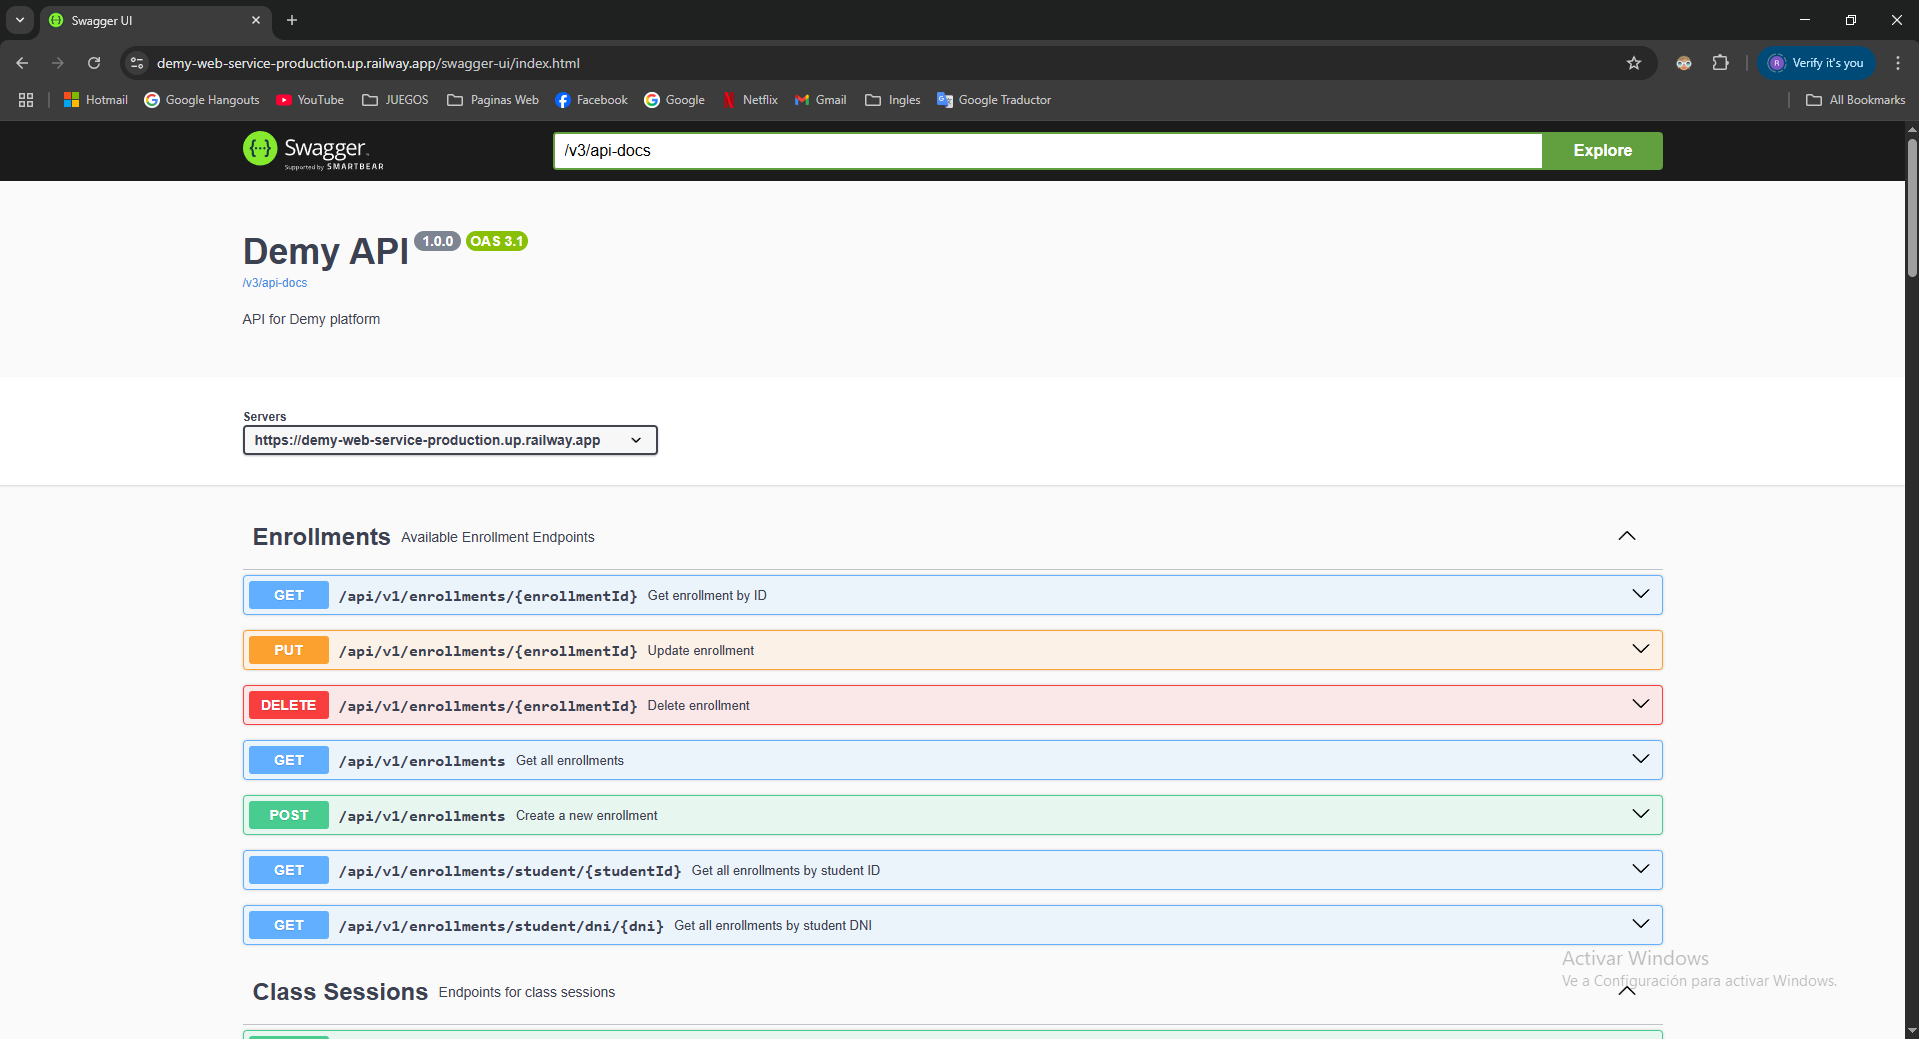 Swagger UI
demy-web-service-production.up.railway.app/swagger-ui/index.html
R Verify it's you
Hotmail Google Hangouts YouTube JUEGOS Paginas Web Facebook Google Netflix Gmail Ingles Google Traductor All Bookmarks
Swagger
Supported by SMARTBEAR
/v3/api-docs
Explore
Demy API 1.0.0 OAS 3.1
/v3/api-docs
API for Demy platform
Servers
https://demy-web-service-production.up.railway.app
Enrollments Available Enrollment Endpoints
GET /api/v1/enrollments/{enrollmentId} Get enrollment by ID
PUT /api/v1/enrollments/{enrollmentId} Update enrollment
DELETE /api/v1/enrollments/{enrollmentId} Delete enrollment
GET /api/v1/enrollments Get all enrollments
POST /api/v1/enrollments Create a new enrollment
GET /api/v1/enrollments/student/{studentId} Get all enrollments by student ID
GET /api/v1/enrollments/student/dni/{dni} Get all enrollments by student DNI
Activar Windows
Ve a Configuración para activar Windows.
Class Sessions Endpoints for class sessions